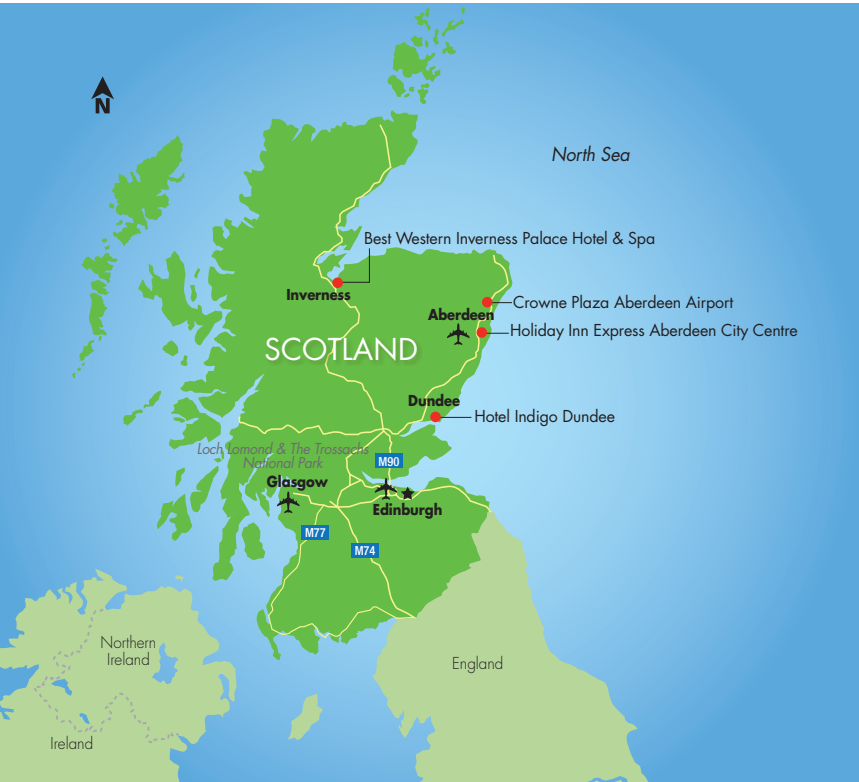 N
North Sea
Best Western Inverness Palace Hotel & Spa
Inverness
Crowne Plaza Aberdeen Airport
Aberdeen
Holiday Inn Express Aberdeen City Centre
SCOTLAND
Dundee
Hotel Indigo Dundee
Loch Lomond & The Trossachs
National Park
M90
Glasgow
Edinburgh
M77
M74
Northern
Ireland
England
Ireland